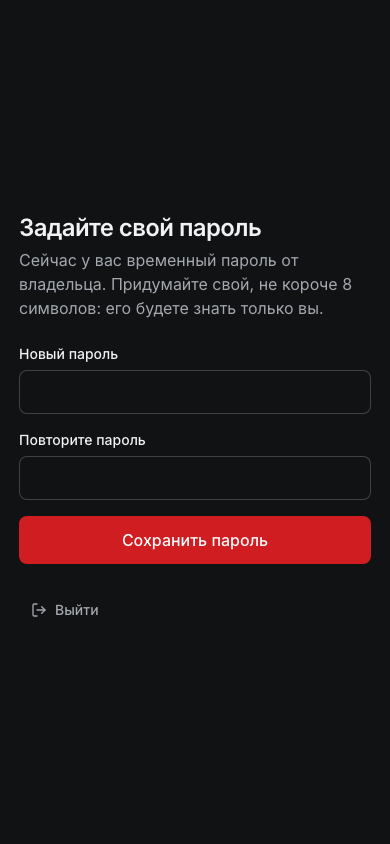 Задайте свой пароль
Сейчас у вас временный пароль от
владельца. Придумайте свой, не короче 8
символов: его будете знать только вы.
Новый пароль
Повторите пароль
Сохранить пароль
Выйти